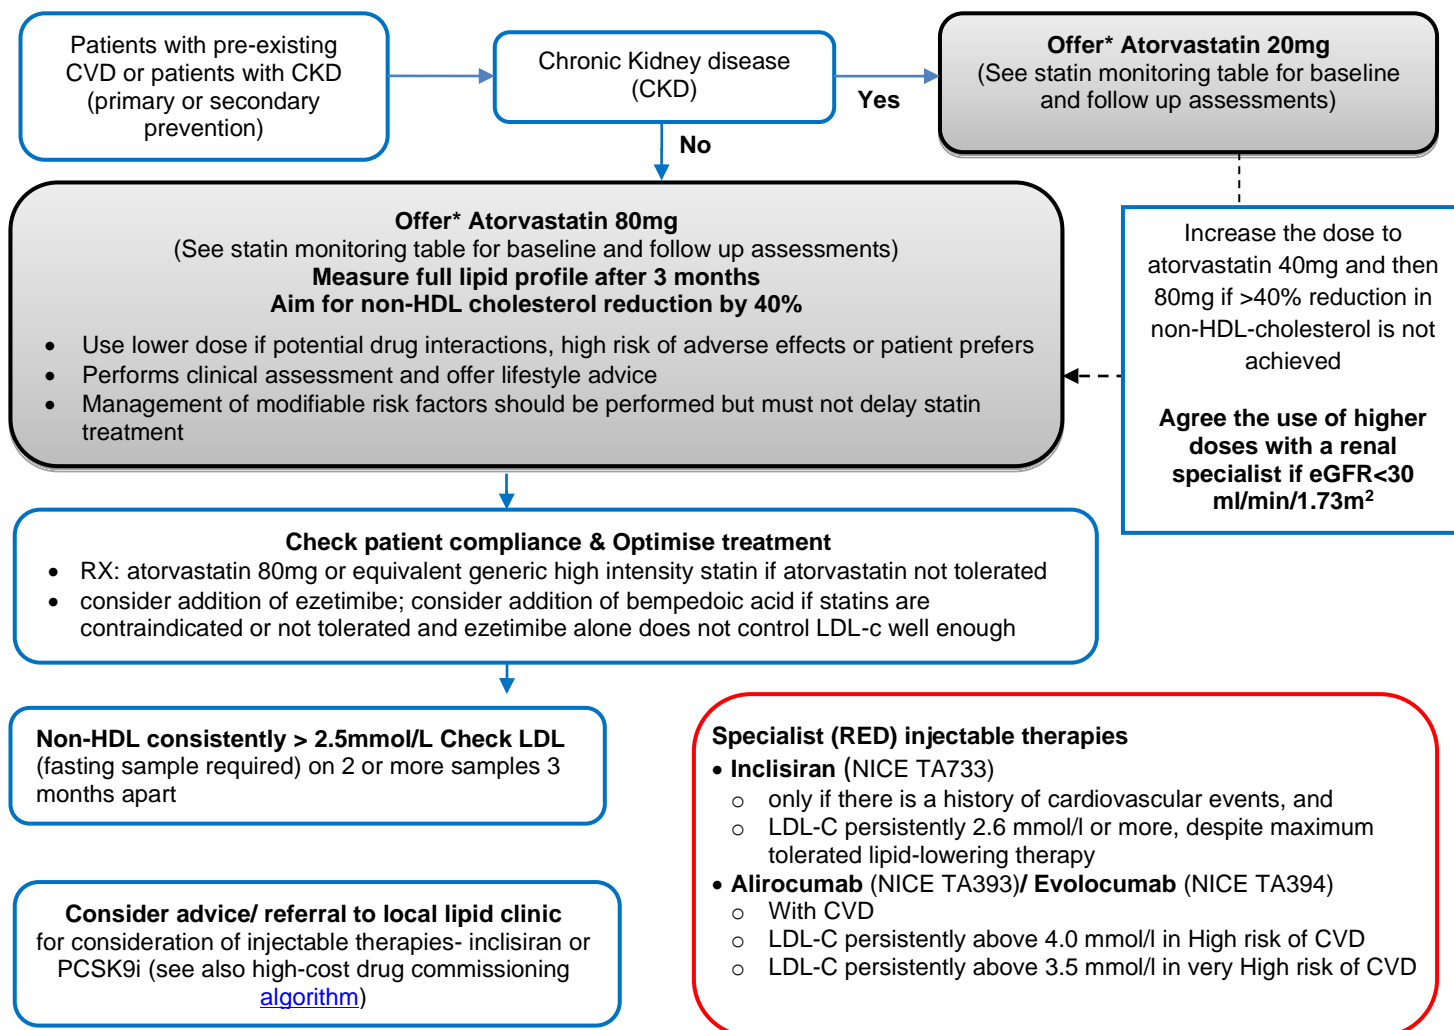 Patients with pre-existing
CVD or patients with CKD
(primary or secondary
prevention)
Chronic Kidney disease
(CKD)
Yes
No
Offer* Atorvastatin 20mg
(See statin monitoring table for baseline
and follow up assessments)
Offer* Atorvastatin 80mg
(See statin monitoring table for baseline and follow up assessments)
Measure full lipid profile after 3 months
Aim for non-HDL cholesterol reduction by 40%
• Use lower dose if potential drug interactions, high risk of adverse effects or patient prefers
• Performs clinical assessment and offer lifestyle advice
• Management of modifiable risk factors should be performed but must not delay statin
treatment
Increase the dose to
atorvastatin 40mg and then
80mg if >40% reduction in
non-HDL-cholesterol is not
achieved
Agree the use of higher
doses with a renal
specialist if eGFR<30
ml/min/1.73m²
Check patient compliance & Optimise treatment
• RX: atorvastatin 80mg or equivalent generic high intensity statin if atorvastatin not tolerated
• consider addition of ezetimibe; consider addition of bempedoic acid if statins are
contraindicated or not tolerated and ezetimibe alone does not control LDL-c well enough
Non-HDL consistently > 2.5mmol/L Check LDL
(fasting sample required) on 2 or more samples 3
months apart
Consider advice/ referral to local lipid clinic
for consideration of injectable therapies- inclisiran or
PCSK9i (see also high-cost drug commissioning
algorithm)
Specialist (RED) injectable therapies
• Inclisiran (NICE TA733)
o only if there is a history of cardiovascular events, and
o LDL-C persistently 2.6 mmol/l or more, despite maximum
tolerated lipid-lowering therapy
• Alirocumab (NICE TA393)/ Evolocumab (NICE TA394)
o With CVD
o LDL-C persistently above 4.0 mmol/l in High risk of CVD
o LDL-C persistently above 3.5 mmol/l in very High risk of CVD